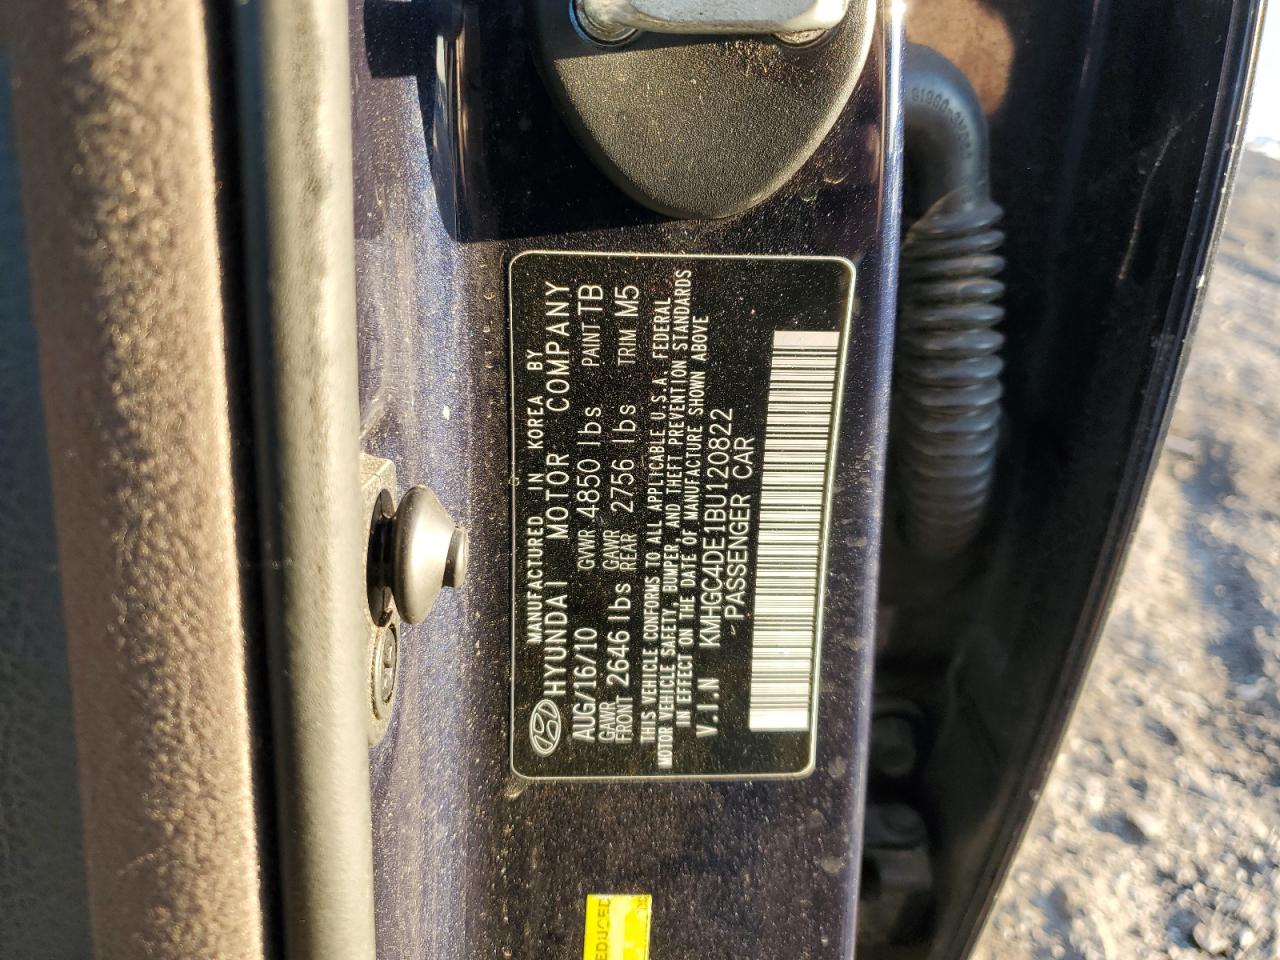 MANUFACTURED IN KOREA BY
HYUNDAI MOTOR COMPANY
AUG/16/10 GVWR 4850 lbs PAINT TB
GAWR FRONT 2646 lbs GAWR REAR 2756 lbs TRIM M5
THIS VEHICLE CONFORMS TO ALL APPLICABLE U.S.A. FEDERAL
MOTOR VEHICLE SAFETY, BUMPER AND THEFT PREVENTION STANDARDS
IN EFFECT ON THE DATE OF MANUFACTURE SHOWN ABOVE
V.I.N KMHGC4DE1BU120822
PASSENGER CAR
EDUCED